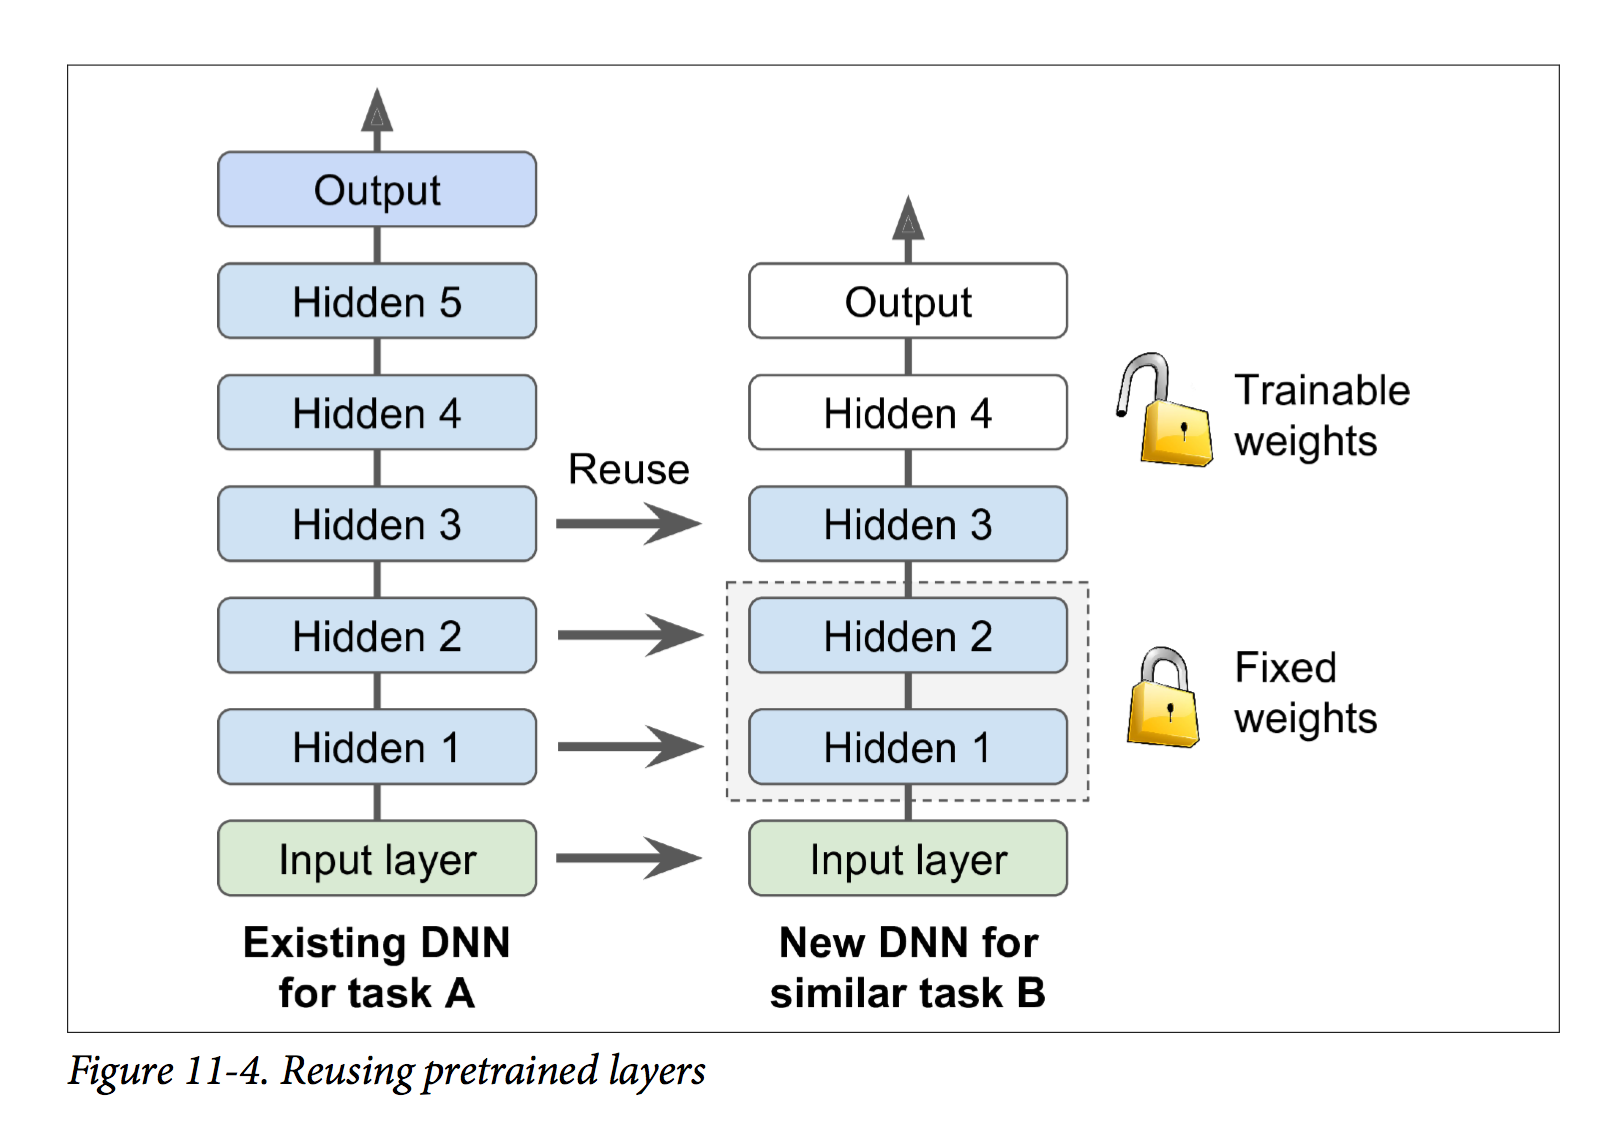 Output
Hidden 5
Hidden 4
Reuse
Hidden 3
Hidden 2
Hidden 1
Input layer
Existing DNN
for task A
Output
Hidden 4
Hidden 3
Hidden 2
Hidden 1
Input layer
New DNN for
similar task B
Trainable
weights
Fixed
weights
Figure 11-4. Reusing pretrained layers